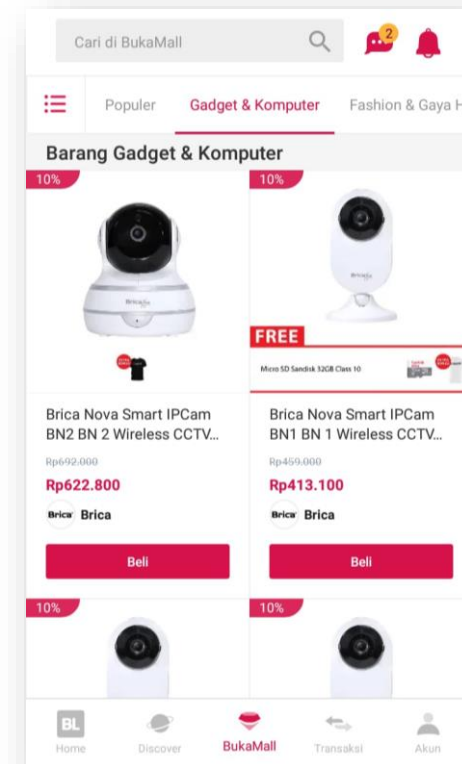 Cari di BukaMall
2
Populer
Gadget & Komputer
Fashion & Gaya H
Barang Gadget & Komputer
10%
10%
FREE
Micro SD Sandisk 32GB Class 10
Brica Nova Smart IPCam
BN2 BN 2 Wireless CCTV...
Rp692.000
Rp622.800
Brica Brica
Beli
Brica Nova Smart IPCam
BN1 BN 1 Wireless CCTV...
Rp459.000
Rp413.100
Brica Brica
Beli
10%
10%
BL
Home
Discover
BukaMall
Transaksi
Akun